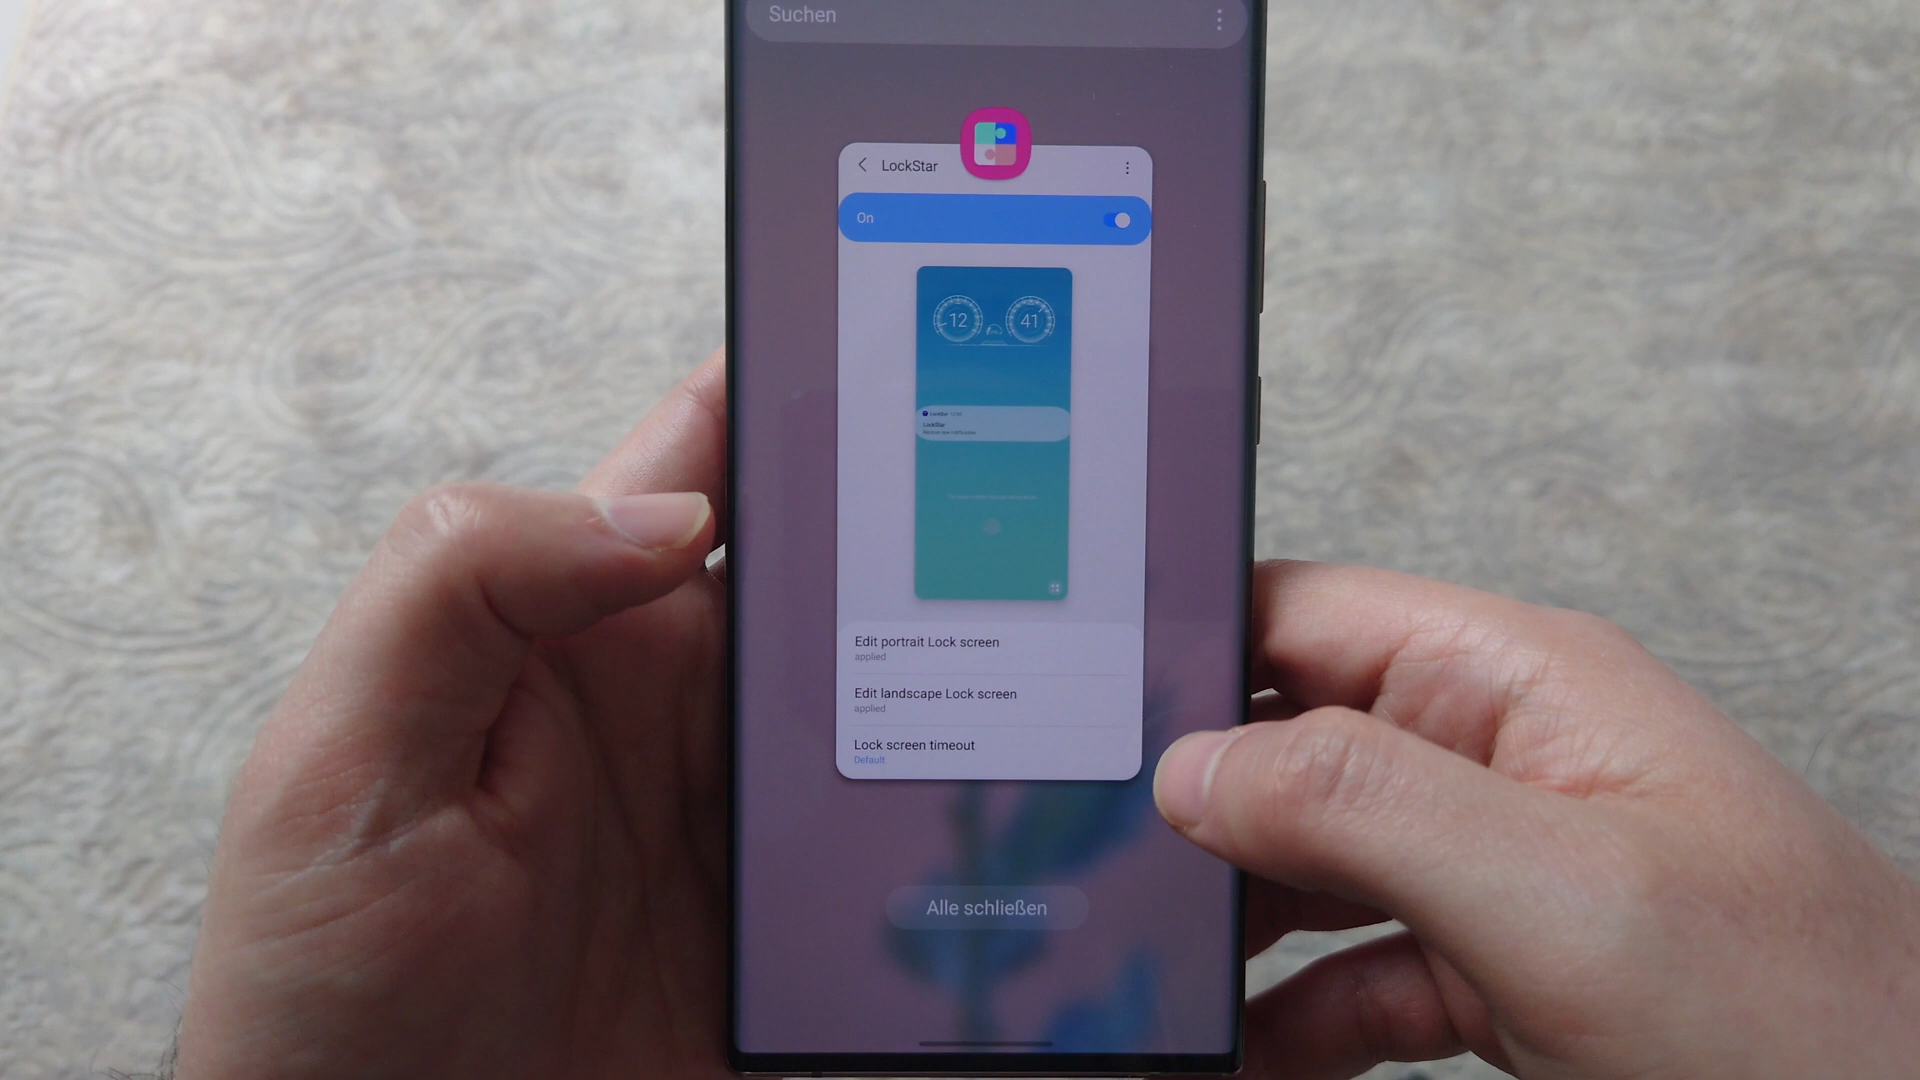 Suchen
LockStar
On
12 41
LockStar
Edit portrait Lock screen
applied
Edit landscape Lock screen
applied
Lock screen timeout
Default
Alle schließen